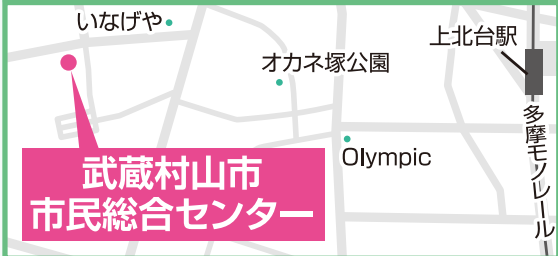 いなげや
上北台駅
オカネ塚公園
Olympic
多摩モノレール
武蔵村山市
市民総合センター